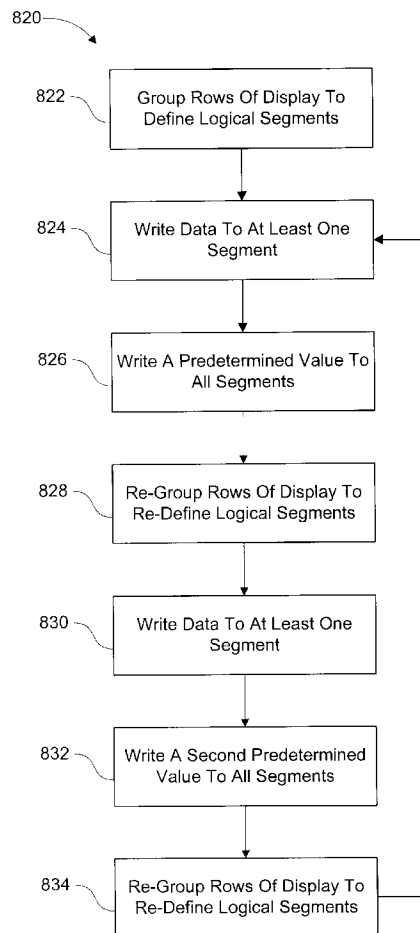 820
822
Group Rows Of Display To
Define Logical Segments
824
Write Data To At Least One
Segment
826
Write A Predetermined Value To
All Segments
828
Re-Group Rows Of Display To
Re-Define Logical Segments
830
Write Data To At Least One
Segment
832
Write A Second Predetermined
Value To All Segments
834
Re-Group Rows Of Display To
Re-Define Logical Segments